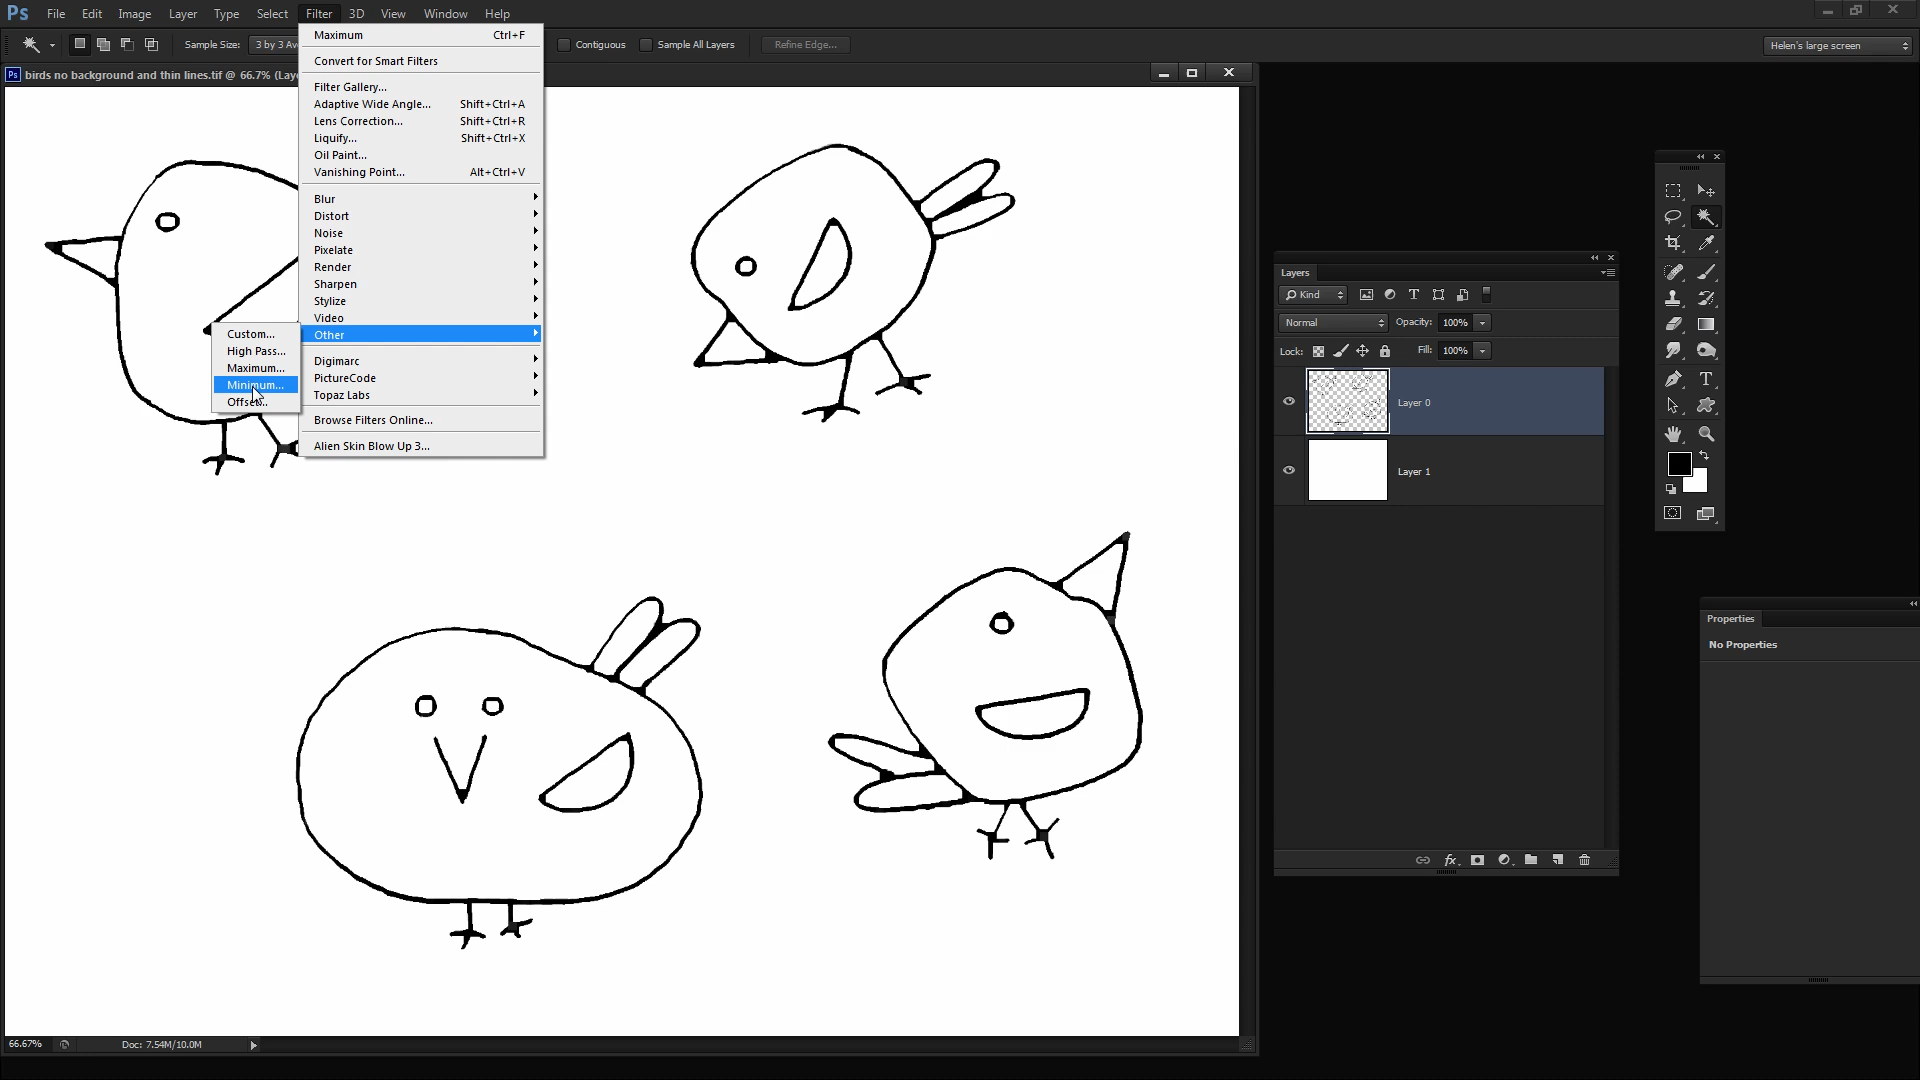 Ps File Edit Image Layer Type Select Filter 3D View Window Help
Sample Size: 3 by 3 Av Contiguous Sample All Layers Refine Edge... Helen's large screen
Ps birds no background and thin lines.tif @ 66.7% (Laye
Maximum Ctrl+F
Convert for Smart Filters
Filter Gallery...
Adaptive Wide Angle... Shift+Ctrl+A
Lens Correction... Shift+Ctrl+R
Liquify... Shift+Ctrl+X
Oil Paint...
Vanishing Point... Alt+Ctrl+V
Blur
Distort
Noise
Pixelate
Render
Sharpen
Stylize
Video
Other
Digimarc
PictureCode
Topaz Labs
Browse Filters Online...
Alien Skin Blow Up 3...
Custom...
High Pass...
Maximum...
Minimum...
Offset...
Layers
Kind
Normal Opacity: 100%
Lock: Fill: 100%
Layer 0
Layer 1
fx
Properties
No Properties
66.67% Doc: 7.54M/10.0M